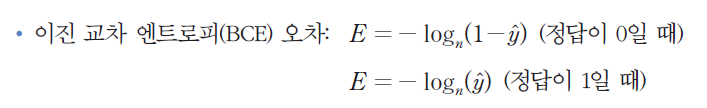 • 이진 교차 엔트로피(BCE) 오차: E = − logₙ(1−ŷ) (정답이 0일 때)
E = − logₙ(ŷ) (정답이 1일 때)